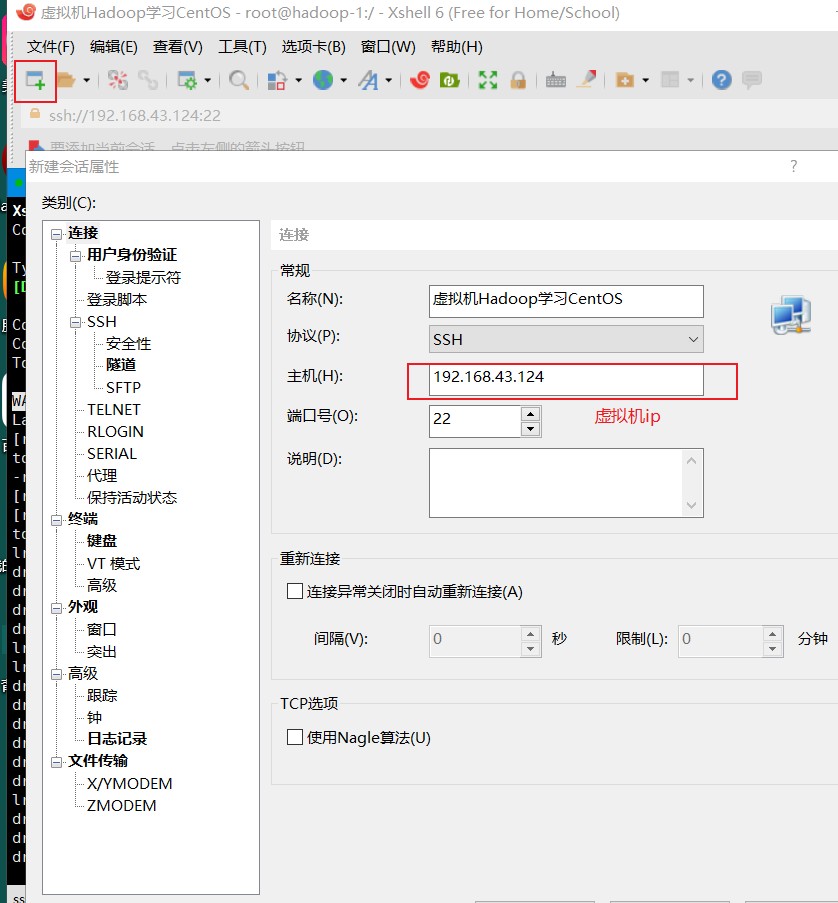 虚拟机Hadoop学习CentOS - root@hadoop-1:/ - Xshell 6 (Free for Home/School)
文件(F) 编辑(E) 查看(V) 工具(T) 选项卡(B) 窗口(W) 帮助(H)
ssh://192.168.43.124:22
要添加当前会话，点击左侧的箭头按钮
新建会话属性 ?
类别(C):
连接
用户身份验证
登录提示符
登录脚本
SSH
安全性
隧道
SFTP
TELNET
RLOGIN
SERIAL
代理
保持活动状态
终端
键盘
VT 模式
高级
外观
窗口
突出
高级
跟踪
钟
日志记录
文件传输
X/YMODEM
ZMODEM
连接
常规
名称(N): 虚拟机Hadoop学习CentOS
协议(P): SSH
主机(H): 192.168.43.124
端口号(O): 22
虚拟机ip
说明(D):
重新连接
连接异常关闭时自动重新连接(A)
间隔(V): 0 秒 限制(L): 0 分钟
TCP选项
使用Nagle算法(U)